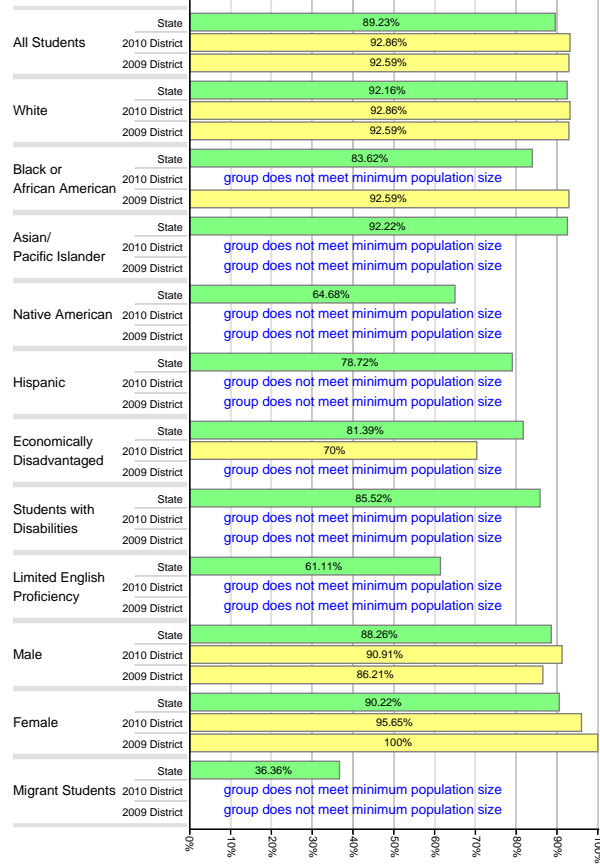 State 89.23%
All Students 2010 District 92.86%
2009 District 92.59%
State 92.16%
White 2010 District 92.86%
2009 District 92.59%
State 83.62%
Black or
African American 2010 District group does not meet minimum population size
2009 District 92.59%
State 92.22%
Asian/
Pacific Islander 2010 District group does not meet minimum population size
2009 District group does not meet minimum population size
State 64.68%
Native American 2010 District group does not meet minimum population size
2009 District group does not meet minimum population size
State 78.72%
Hispanic 2010 District group does not meet minimum population size
2009 District group does not meet minimum population size
State 81.39%
Economically
Disadvantaged 2010 District 70%
2009 District group does not meet minimum population size
State 85.52%
Students with
Disabilities 2010 District group does not meet minimum population size
2009 District group does not meet minimum population size
State 61.11%
Limited English
Proficiency 2010 District group does not meet minimum population size
2009 District group does not meet minimum population size
State 88.26%
Male 2010 District 90.91%
2009 District 86.21%
State 90.22%
Female 2010 District 95.65%
2009 District 100%
State 36.36%
Migrant Students 2010 District group does not meet minimum population size
2009 District group does not meet minimum population size
0% 10% 20% 30% 40% 50% 60% 70% 80% 90% 100%